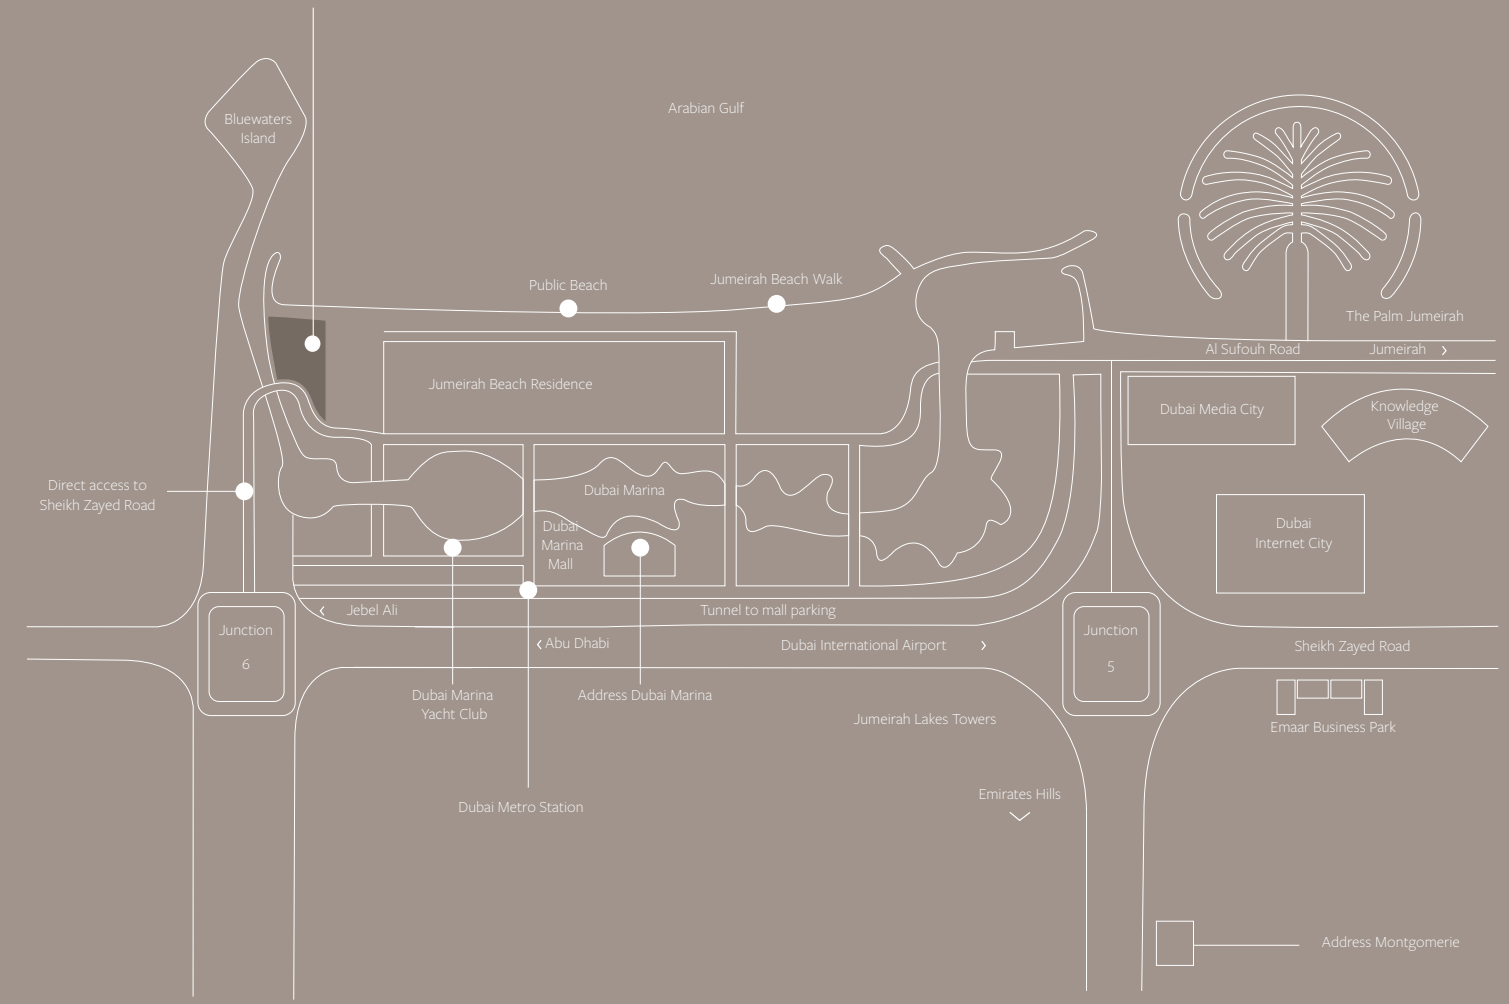 Arabian Gulf
Bluewaters
Island
Public Beach
Jumeirah Beach Walk
The Palm Jumeirah
Al Sufouh Road
Jumeirah
Jumeirah Beach Residence
Dubai Media City
Knowledge
Village
Direct access to
Sheikh Zayed Road
Dubai Marina
Dubai
Marina
Mall
Dubai
Internet City
Jebel Ali
Tunnel to mall parking
Junction
6
Abu Dhabi
Dubai International Airport
Junction
5
Sheikh Zayed Road
Dubai Marina
Yacht Club
Address Dubai Marina
Jumeirah Lakes Towers
Emaar Business Park
Emirates Hills
Dubai Metro Station
Address Montgomerie